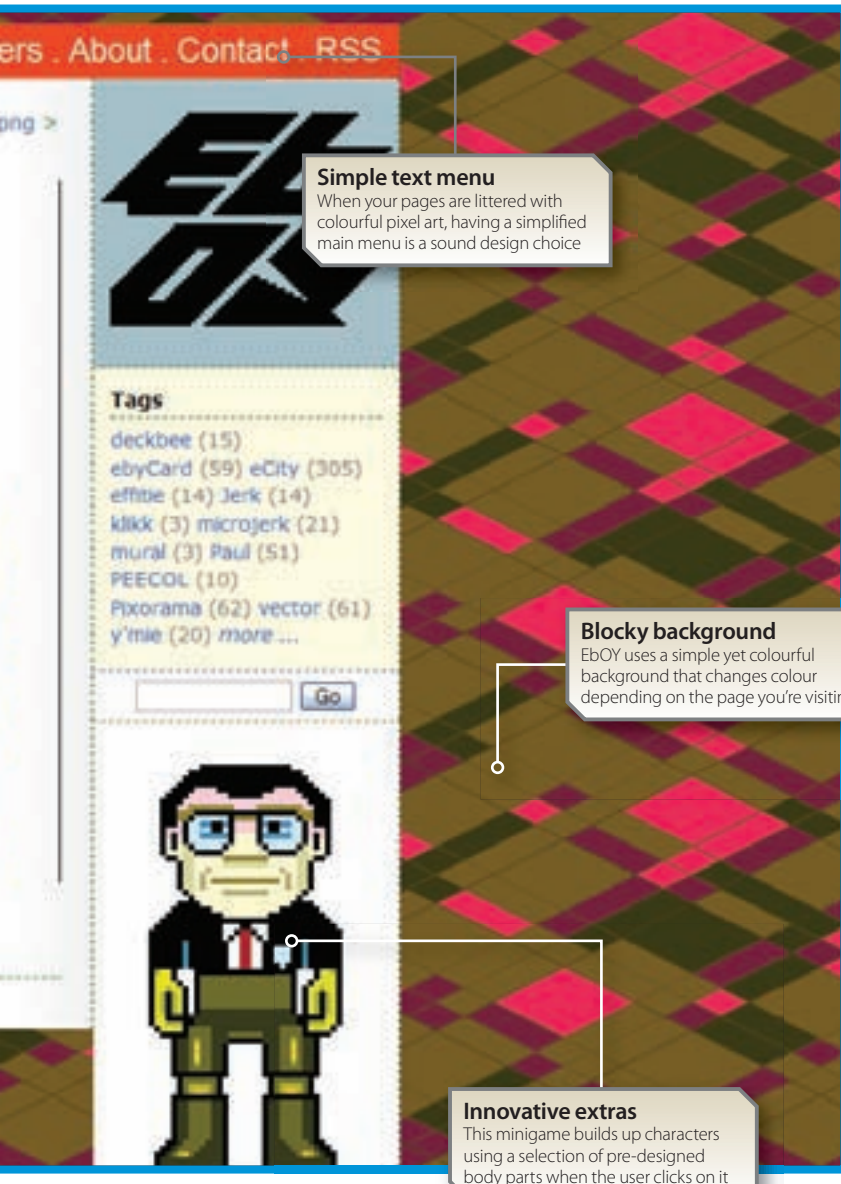 ers . About . Contact . RSS
png >
EB
OY
Simple text menu
When your pages are littered with
colourful pixel art, having a simplified
main menu is a sound design choice
Tags
deckbee (15)
ebyCard (59) eCity (305)
effitie (14) Jerk (14)
klikk (3) microjerk (21)
mural (3) Paul (51)
PEECOL (10)
Pixorama (62) vector (61)
y'mie (20) more ...
Go
Blocky background
EbOY uses a simple yet colourful
background that changes colour
depending on the page you're visitin
Innovative extras
This minigame builds up characters
using a selection of pre-designed
body parts when the user clicks on it